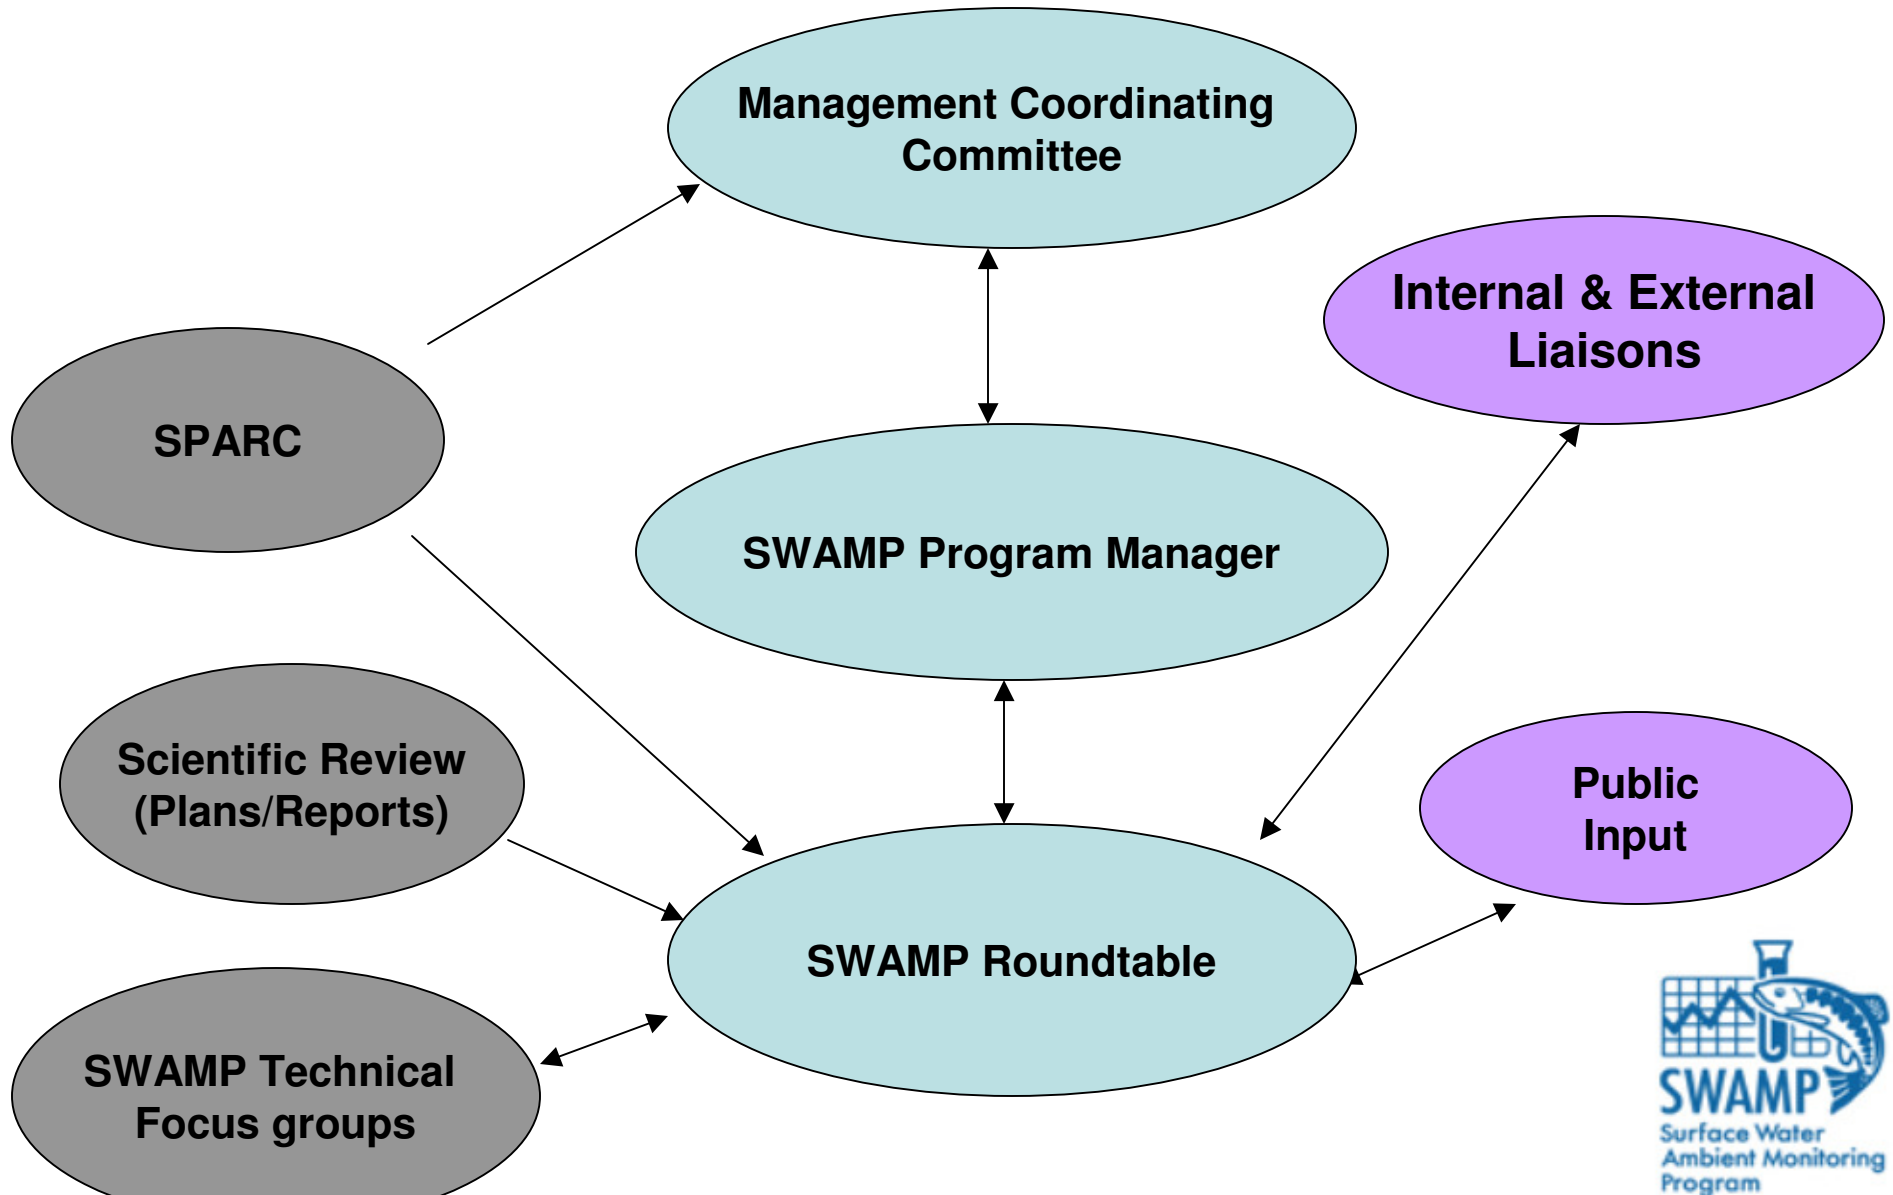 Management Coordinating
Committee
Internal & External
Liaisons
SPARC
SWAMP Program Manager
Scientific Review
(Plans/Reports)
Public
Input
SWAMP Roundtable
SWAMP Technical
Focus groups
SWAMP
Surface Water
Ambient Monitoring
Program